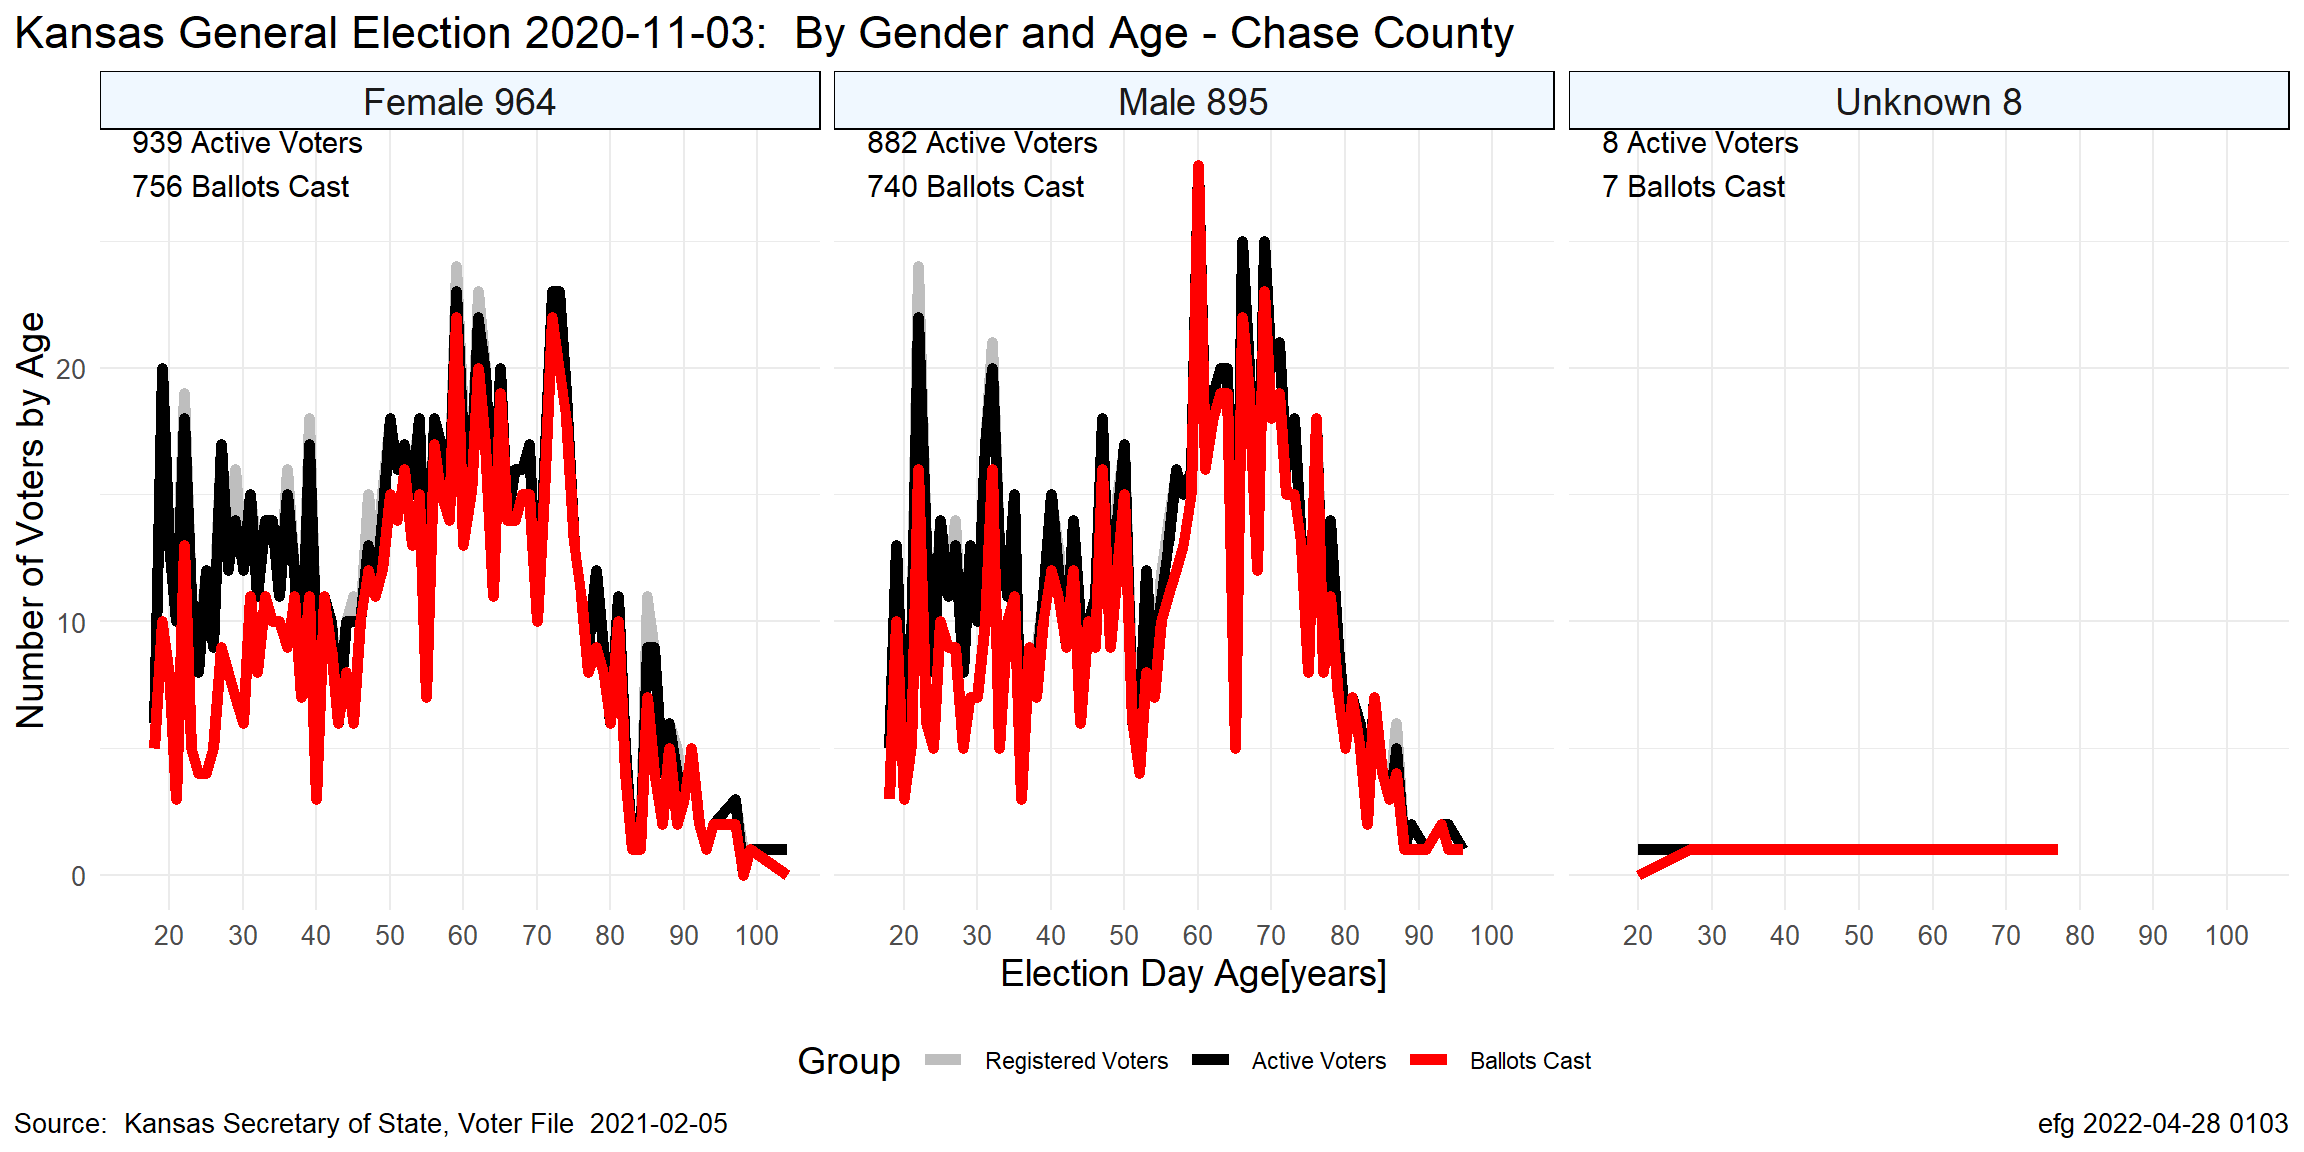 Kansas General Election 2020-11-03:  By Gender and Age - Chase County
Female 964
Male 895
Unknown 8
939 Active Voters
756 Ballots Cast
882 Active Voters
740 Ballots Cast
8 Active Voters
7 Ballots Cast
Number of Voters by Age
20
10
0
20 30 40 50 60 70 80 90 100
20 30 40 50 60 70 80 90 100
20 30 40 50 60 70 80 90 100
Election Day Age[years]
Group Registered Voters Active Voters Ballots Cast
Source:  Kansas Secretary of State, Voter File  2021-02-05
efg 2022-04-28 0103